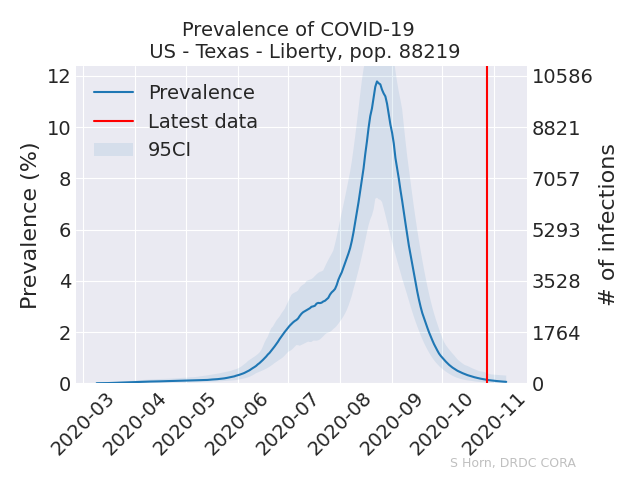 Prevalence of COVID-19
US - Texas - Liberty, pop. 88219
Prevalence
Latest data
95CI
Prevalence (%)
12
10
8
6
4
2
0
10586
8821
7057
5293
3528
1764
0
# of infections
2020-03
2020-04
2020-05
2020-06
2020-07
2020-08
2020-09
2020-10
2020-11
S Horn, DRDC CORA